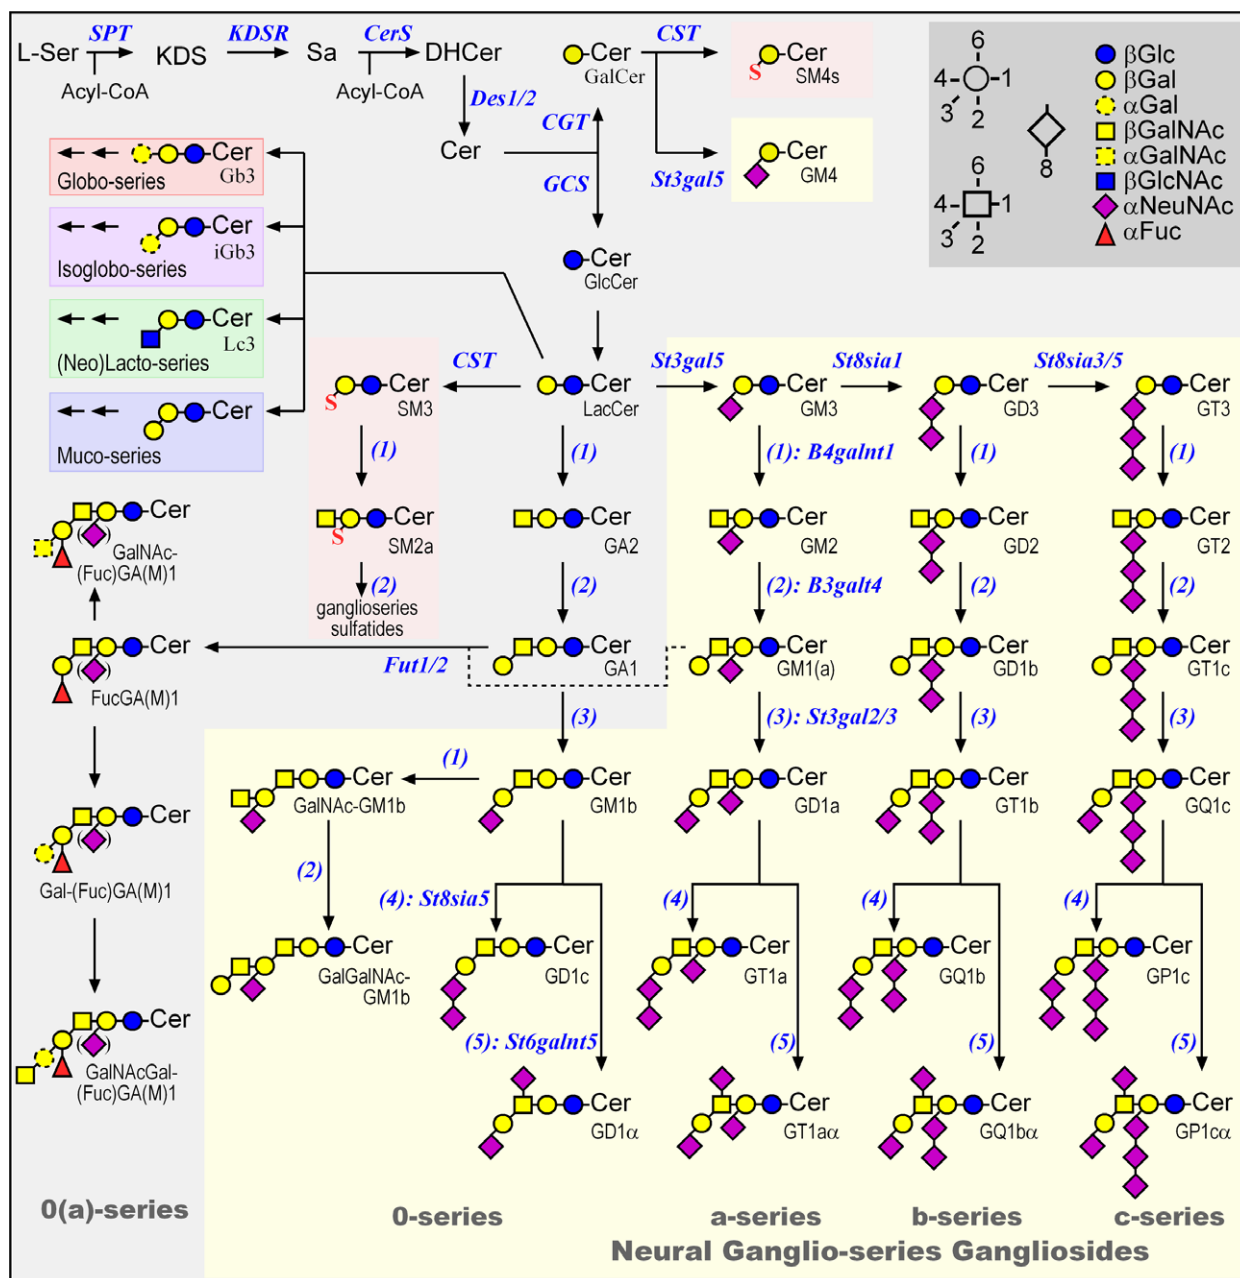 SPT
KDSR
CerS
L-Ser
KDS
Sa
DHCer
Acyl-CoA
Acyl-CoA
Des1/2
Cer
Cer
GalCer
CST
Cer
S
SM4s
CGT
GCS
St3gal5
Cer
GM4
6
4
1
3
2
6
4
1
3
2
8
βGlc
βGal
αGal
βGalNAc
αGalNAc
βGlcNAc
αNeuNAc
αFuc
Cer
Gb3
Globo-series
Cer
iGb3
Isoglobo-series
Cer
Lc3
(Neo)Lacto-series
Cer
Muco-series
Cer
GlcCer
CST
St3gal5
St8sia1
St8sia3/5
Cer
S
SM3
Cer
LacCer
Cer
GM3
Cer
GD3
Cer
GT3
(1)
(1)
(1): B4galnt1
(1)
(1)
Cer
( )
GalNAc-
(Fuc)GA(M)1
Cer
S
SM2a
Cer
GA2
Cer
GM2
Cer
GD2
Cer
GT2
(2)
(2)
(2): B3galt4
(2)
(2)
ganglioseries
sulfatides
Cer
( )
FucGA(M)1
Fut1/2
Cer
GA1
Cer
GM1(a)
Cer
GD1b
Cer
GT1c
(3)
(3): St3gal2/3
(3)
(3)
Cer
( )
Gal-(Fuc)GA(M)1
Cer
GalNAc-GM1b
(1)
Cer
GM1b
Cer
GD1a
Cer
GT1b
Cer
GQ1c
(2)
(4): St8sia5
(4)
(4)
(4)
Cer
GalGalNAc-
GM1b
Cer
GD1c
Cer
GT1a
Cer
GQ1b
Cer
GP1c
Cer
( )
GalNAcGal-
(Fuc)GA(M)1
(5): St6galnt5
(5)
(5)
(5)
Cer
GD1α
Cer
GT1aα
Cer
GQ1bα
Cer
GP1cα
0(a)-series
0-series
a-series
b-series
c-series
Neural Ganglio-series Gangliosides